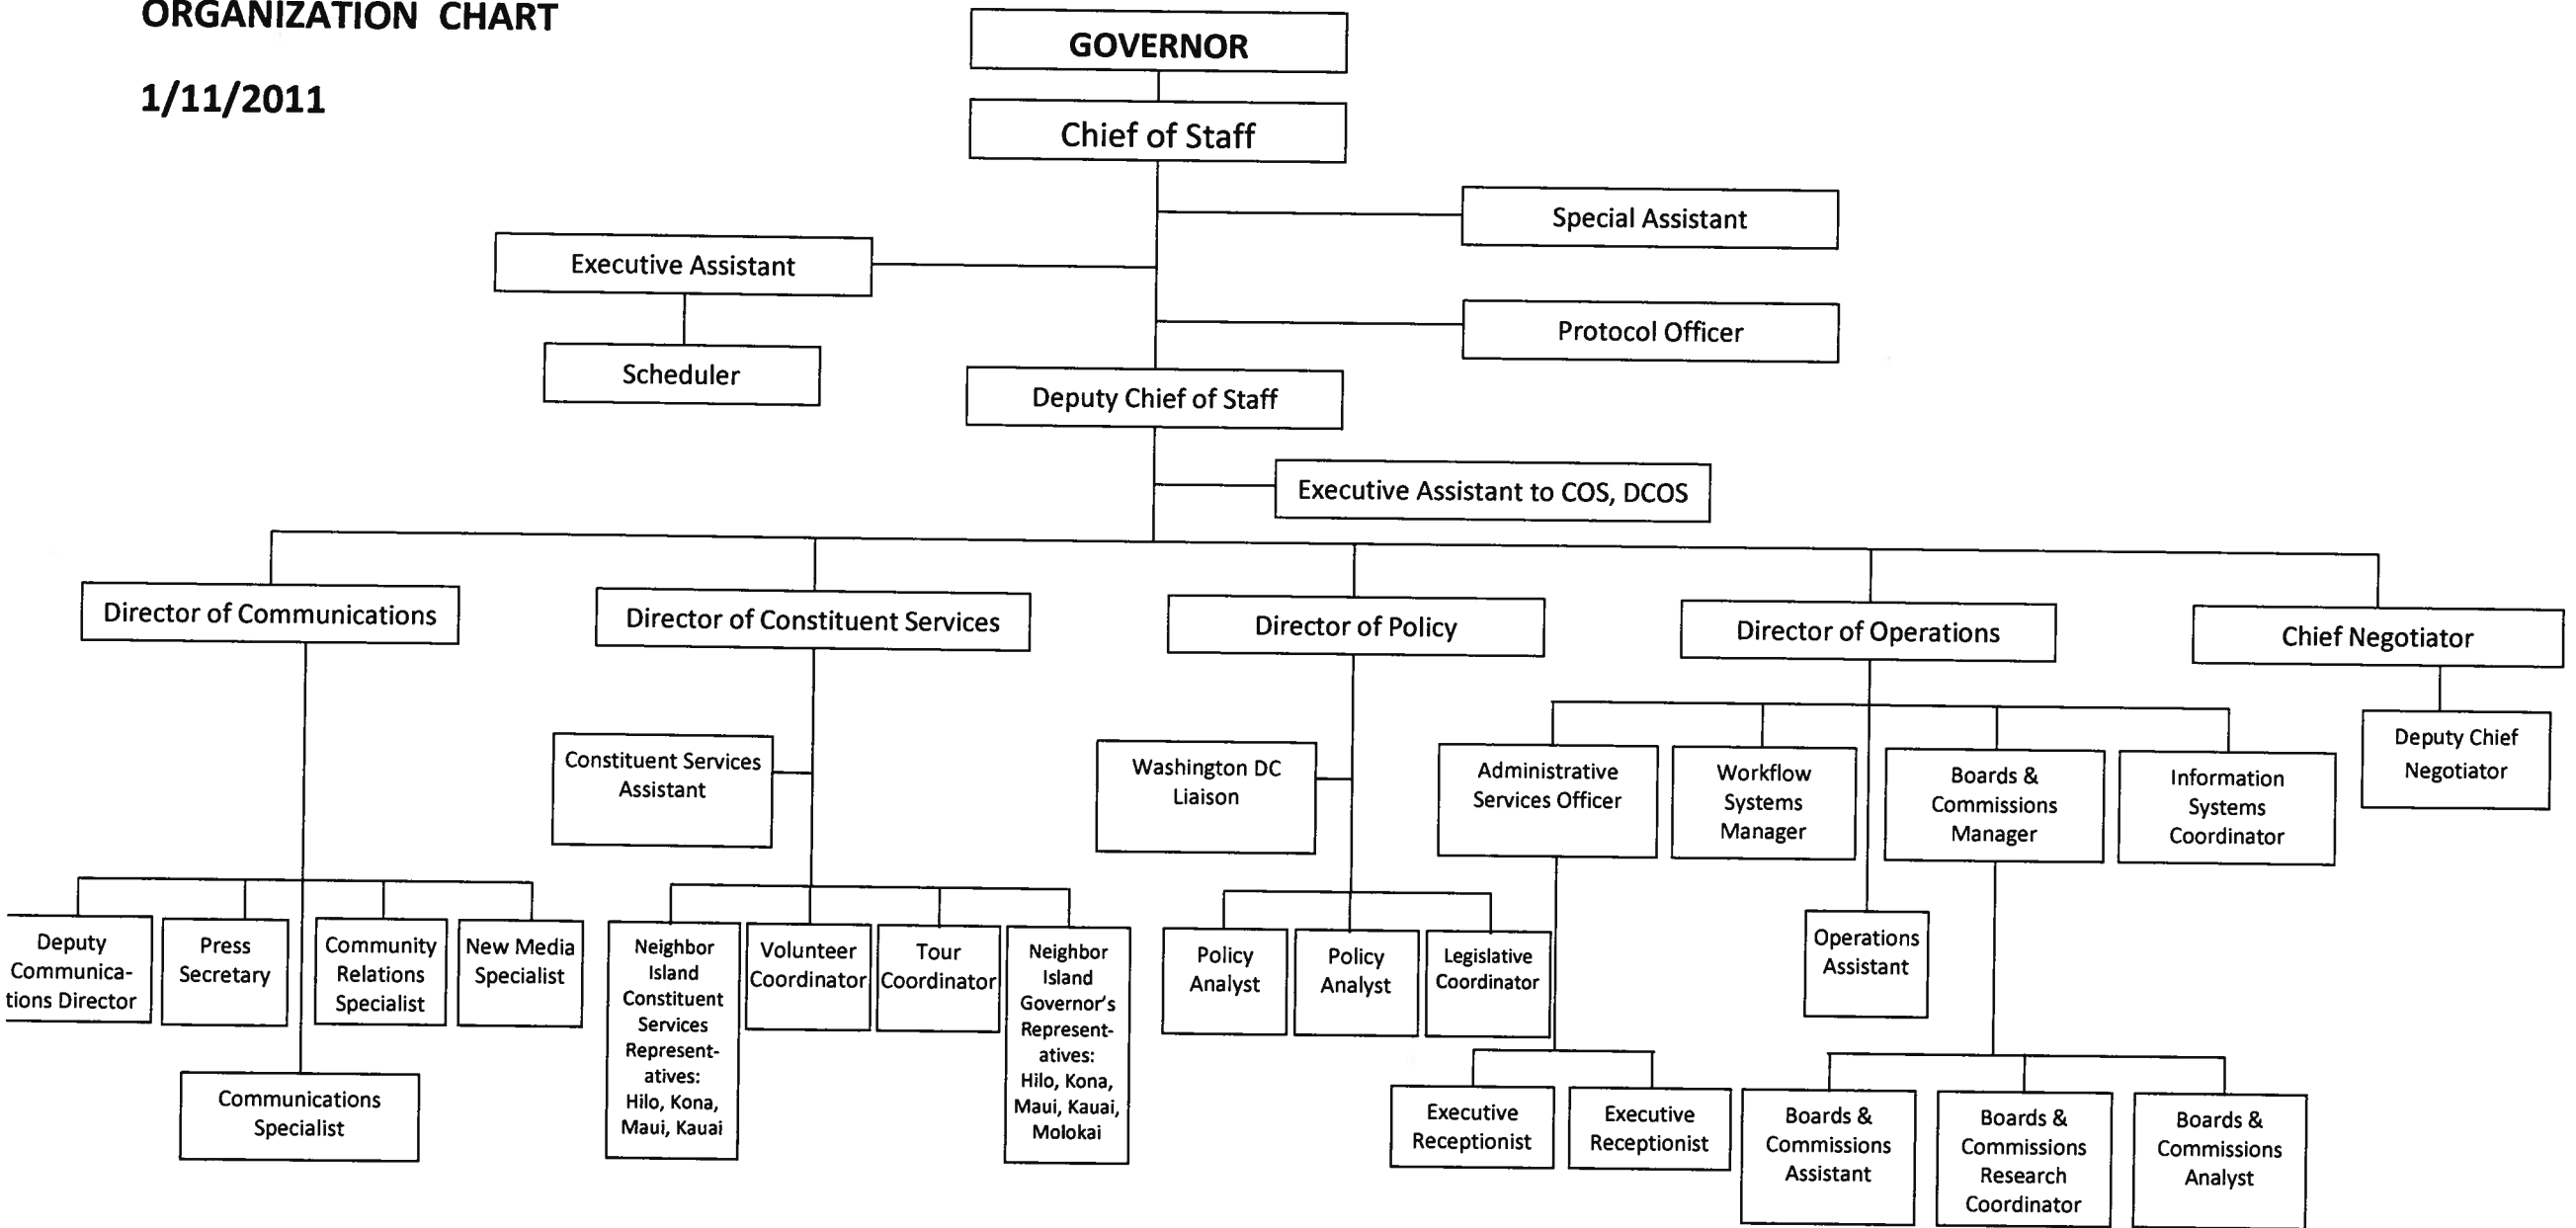 ORGANIZATION CHART
1/11/2011
GOVERNOR
Chief of Staff
Special Assistant
Executive Assistant
Protocol Officer
Scheduler
Deputy Chief of Staff
Executive Assistant to COS, DCOS
Director of Communications
Director of Constituent Services
Director of Policy
Director of Operations
Chief Negotiator
Deputy Chief
Negotiator
Constituent Services
Assistant
Washington DC
Liaison
Administrative
Services Officer
Workflow
Systems
Manager
Boards &
Commissions
Manager
Information
Systems
Coordinator
Deputy
Communica-
tions Director
Press
Secretary
Community
Relations
Specialist
New Media
Specialist
Neighbor
Island
Constituent
Services
Represent-
atives:
Hilo, Kona,
Maui, Kauai
Volunteer
Coordinator
Tour
Coordinator
Neighbor
Island
Governor's
Represent-
atives:
Hilo, Kona,
Maui, Kauai,
Molokai
Policy
Analyst
Policy
Analyst
Legislative
Coordinator
Operations
Assistant
Communications
Specialist
Executive
Receptionist
Executive
Receptionist
Boards &
Commissions
Assistant
Boards &
Commissions
Research
Coordinator
Boards &
Commissions
Analyst